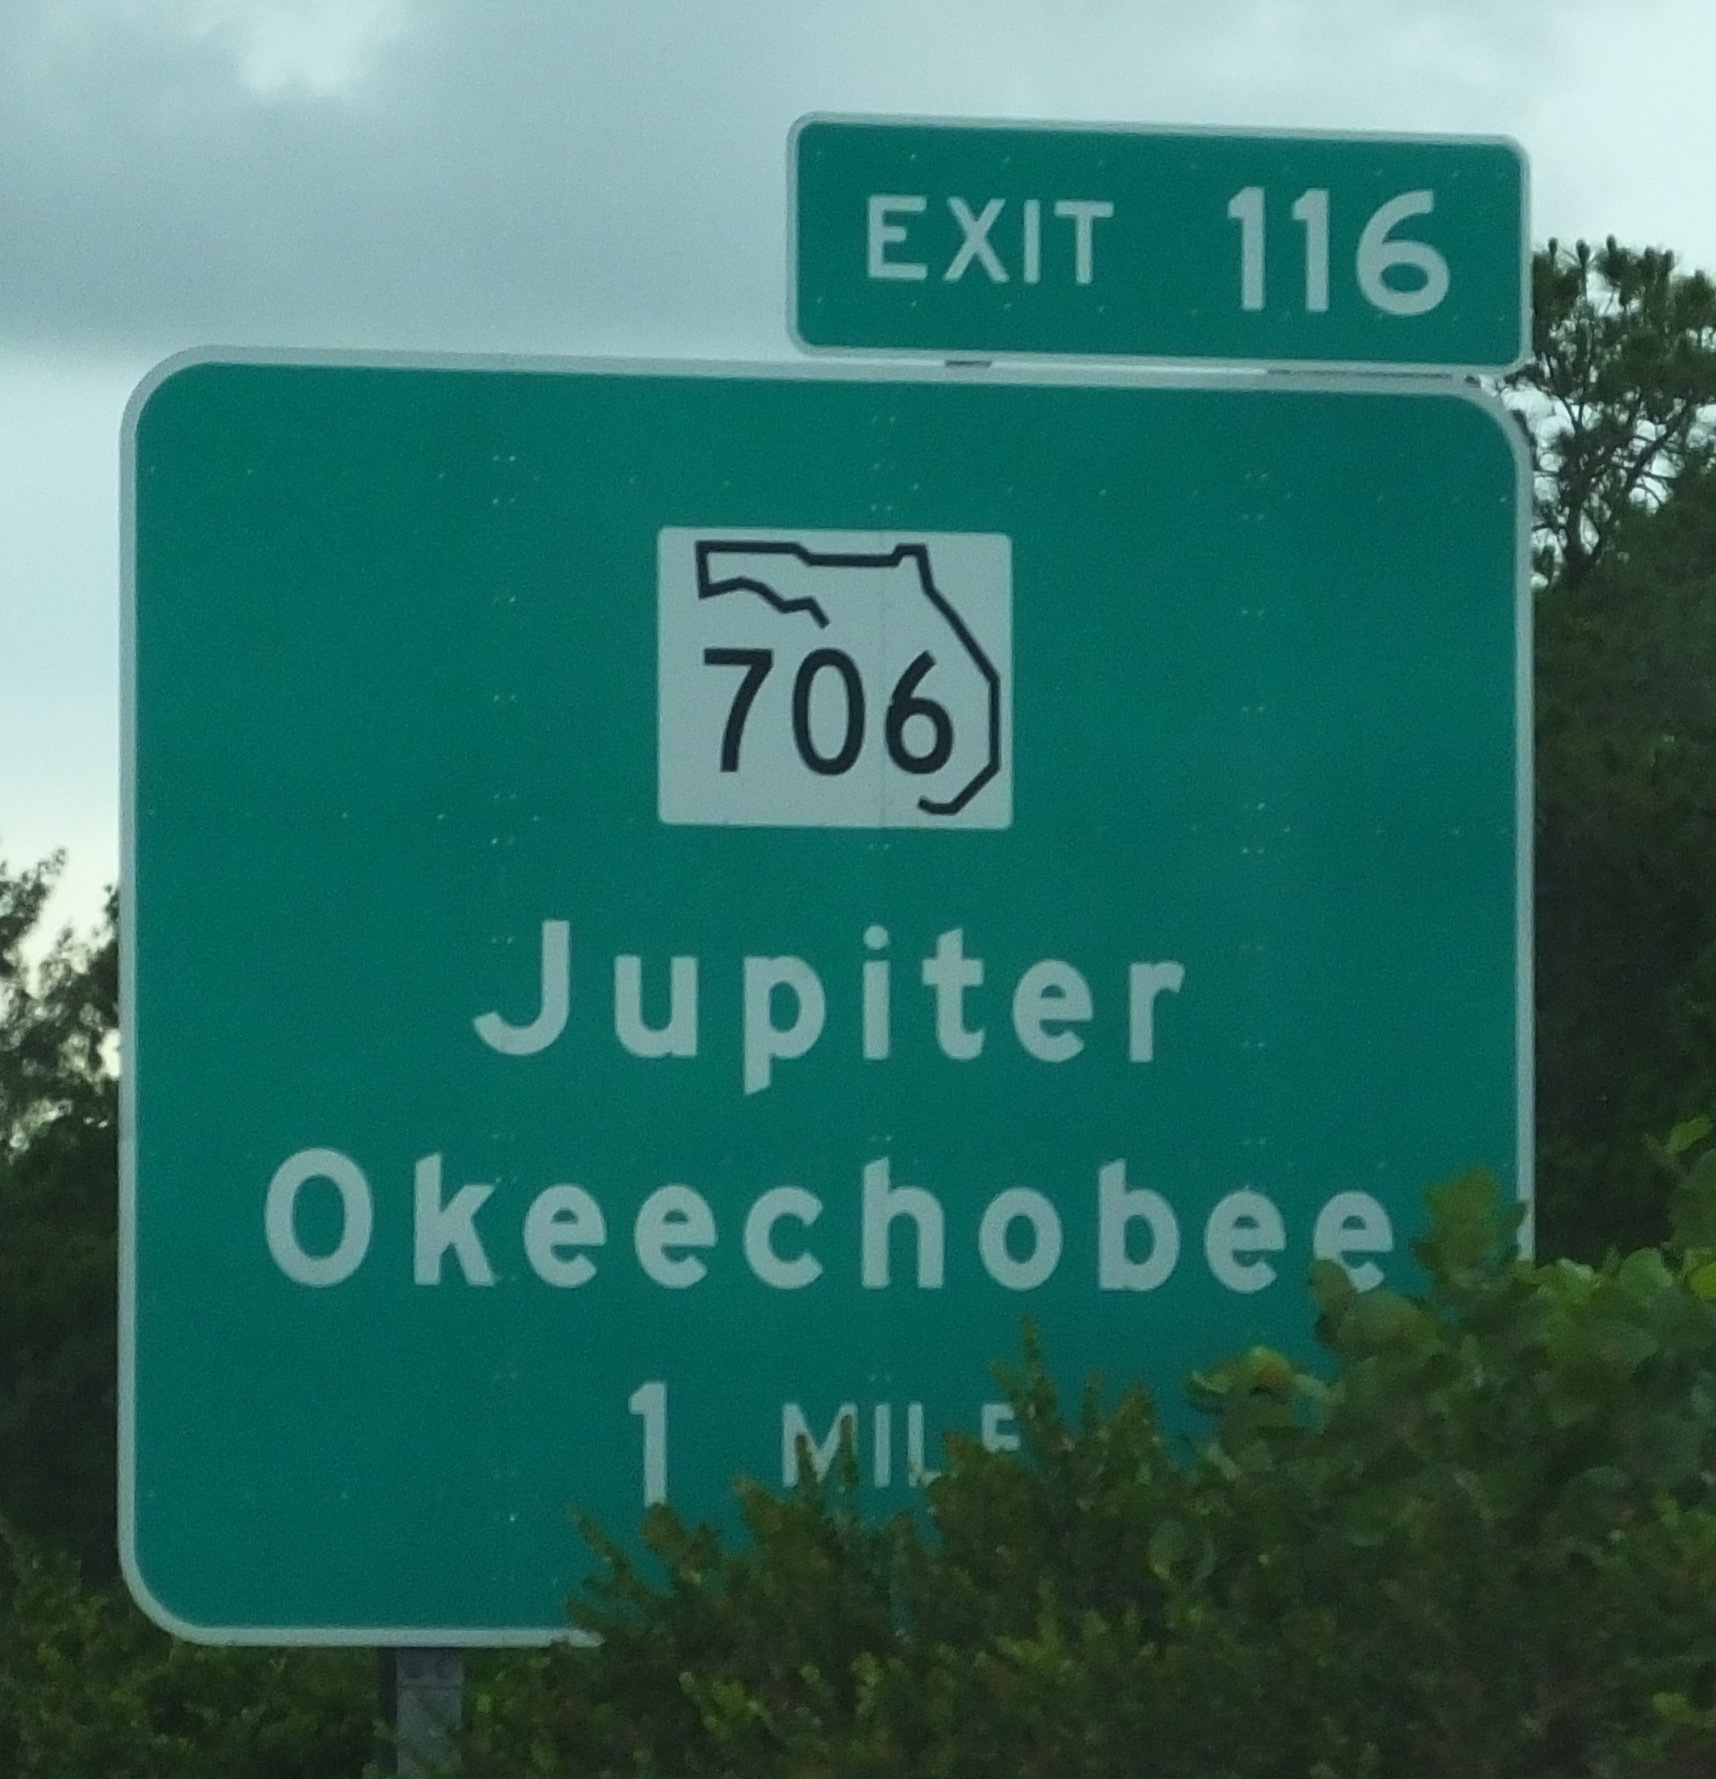 EXIT 116
706
Jupiter
Okeechobee
1 MILE